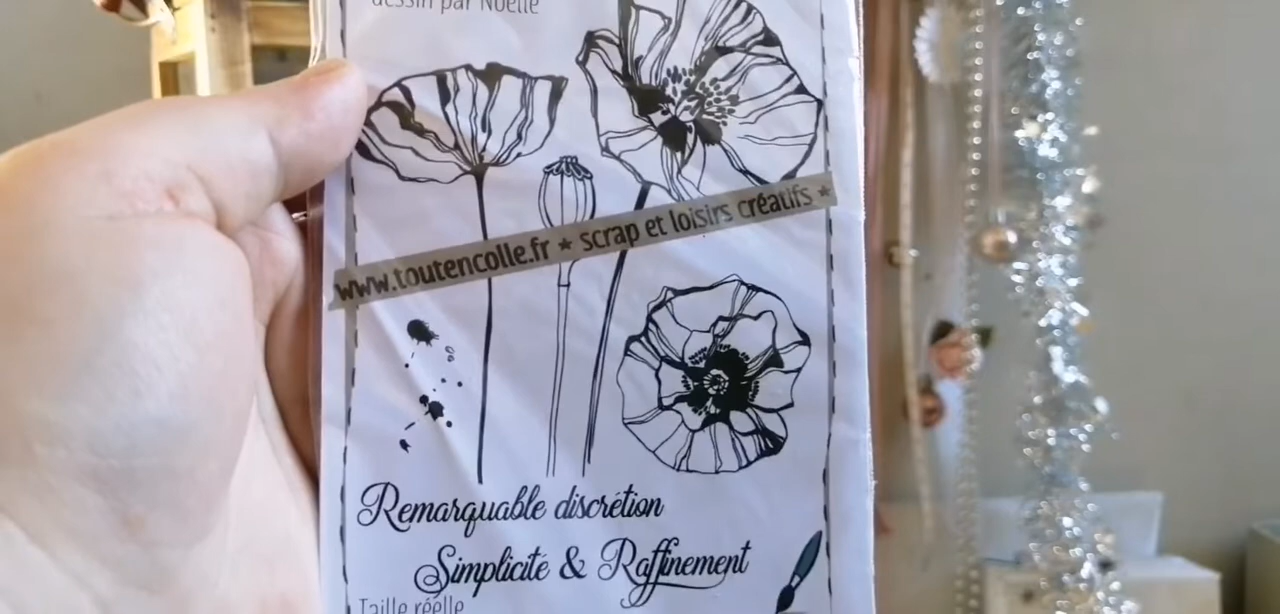 dessin par Noëlle
www.toutencolle.fr ★ scrap et loisirs créatifs ★
Remarquable discrétion
Simplicité & Raffinement
Taille réelle